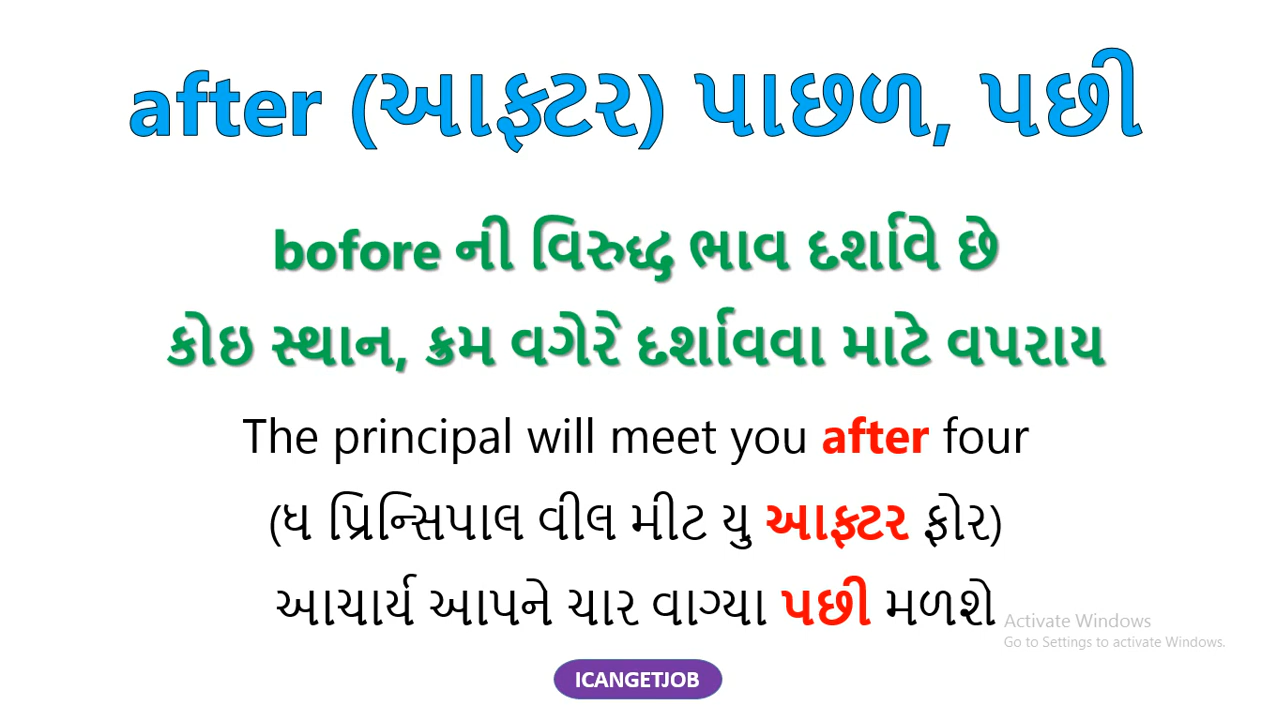 after (આફ્ટર) પાછળ, પછી
bofore ની વિરુદ્ધ ભાવ દર્શાવે છે
કોઇ સ્થાન, ક્રમ વગેરે દર્શાવવા માટે વપરાય
The principal will meet you after four
(ધ પ્રિન્સિપાલ વીલ મીટ યુ આફ્ટર ફોર)
આચાર્ય આપને ચાર વાગ્યા પછી મળશે
Activate Windows
Go to Settings to activate Windows.
ICANGETJOB